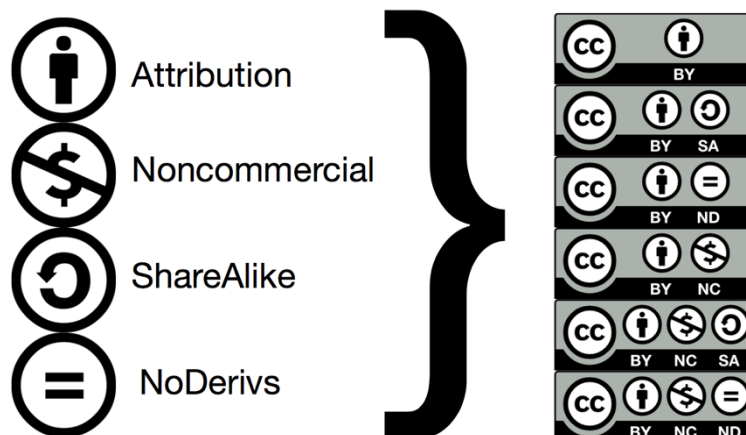 Attribution
Noncommercial
ShareAlike
NoDerivs
CC
BY
CC
BY SA
CC
BY ND
CC
BY NC
CC
BY NC SA
CC
BY NC ND